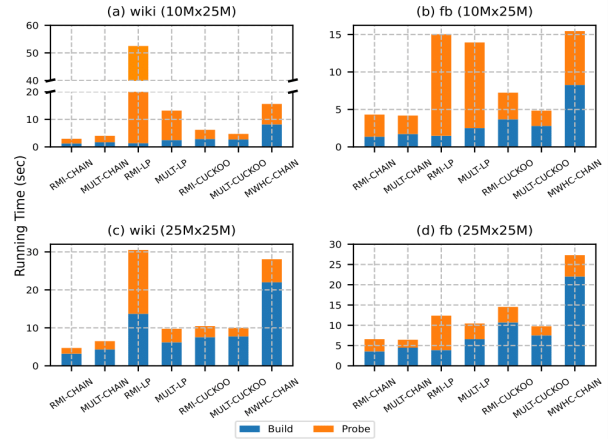 (a) wiki (10Mx25M)
60
50
40
20
10
0
RMI-CHAIN
MULT-CHAIN
RMI-LP
MULT-LP
RMI-CUCKOO
MULT-CUCKOO
MWHC-CHAIN
(b) fb (10Mx25M)
15
10
5
0
RMI-CHAIN
MULT-CHAIN
RMI-LP
MULT-LP
RMI-CUCKOO
MULT-CUCKOO
MWHC-CHAIN
Running Time (sec)
(c) wiki (25Mx25M)
30
20
10
0
RMI-CHAIN
MULT-CHAIN
RMI-LP
MULT-LP
RMI-CUCKOO
MULT-CUCKOO
MWHC-CHAIN
(d) fb (25Mx25M)
30
25
20
15
10
5
0
RMI-CHAIN
MULT-CHAIN
RMI-LP
MULT-LP
RMI-CUCKOO
MULT-CUCKOO
MWHC-CHAIN
Build Probe